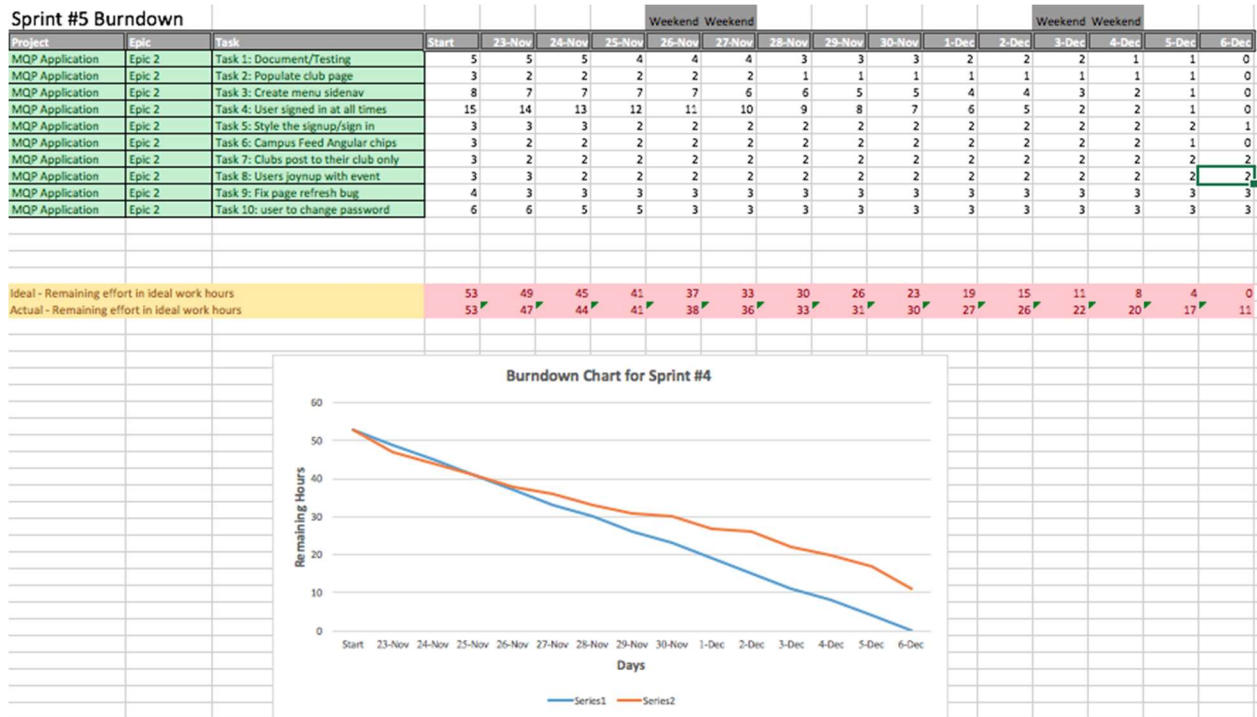 Sprint #5 Burndown Weekend Weekend Weekend Weekend
Project Epic Task Start 23-Nov 24-Nov 25-Nov 26-Nov 27-Nov 28-Nov 29-Nov 30-Nov 1-Dec 2-Dec 3-Dec 4-Dec 5-Dec 6-Dec
MQP Application Epic 2 Task 1: Document/Testing 5 5 5 4 4 4 3 3 3 2 2 2 1 1 0
MQP Application Epic 2 Task 2: Populate club page 3 2 2 2 2 2 1 1 1 1 1 1 1 1 0
MQP Application Epic 2 Task 3: Create menu sidenav 8 7 7 7 7 6 6 5 5 4 4 3 2 1 0
MQP Application Epic 2 Task 4: User signed in at all times 15 14 13 12 11 10 9 8 7 6 5 2 2 1 0
MQP Application Epic 2 Task 5: Style the signup/sign in 3 3 3 2 2 2 2 2 2 2 2 2 2 2 1
MQP Application Epic 2 Task 6: Campus Feed Angular chips 3 2 2 2 2 2 2 2 2 2 2 2 2 1 0
MQP Application Epic 2 Task 7: Clubs post to their club only 3 2 2 2 2 2 2 2 2 2 2 2 2 2 2
MQP Application Epic 2 Task 8: Users joynup with event 3 3 2 2 2 2 2 2 2 2 2 2 2 2 2
MQP Application Epic 2 Task 9: Fix page refresh bug 4 3 3 3 3 3 3 3 3 3 3 3 3 3 3
MQP Application Epic 2 Task 10: user to change password 6 6 5 5 3 3 3 3 3 3 3 3 3 3 3
Ideal - Remaining effort in ideal work hours 53 49 45 41 37 33 30 26 23 19 15 11 8 4 0
Actual - Remaining effort in ideal work hours 53 47 44 41 38 36 33 31 30 27 26 22 20 17 11
Burndown Chart for Sprint #4
60
50
40
30
20
10
0
Remaining Hours
Start 23-Nov 24-Nov 25-Nov 26-Nov 27-Nov 28-Nov 29-Nov 30-Nov 1-Dec 2-Dec 3-Dec 4-Dec 5-Dec 6-Dec
Days
Series1 Series2